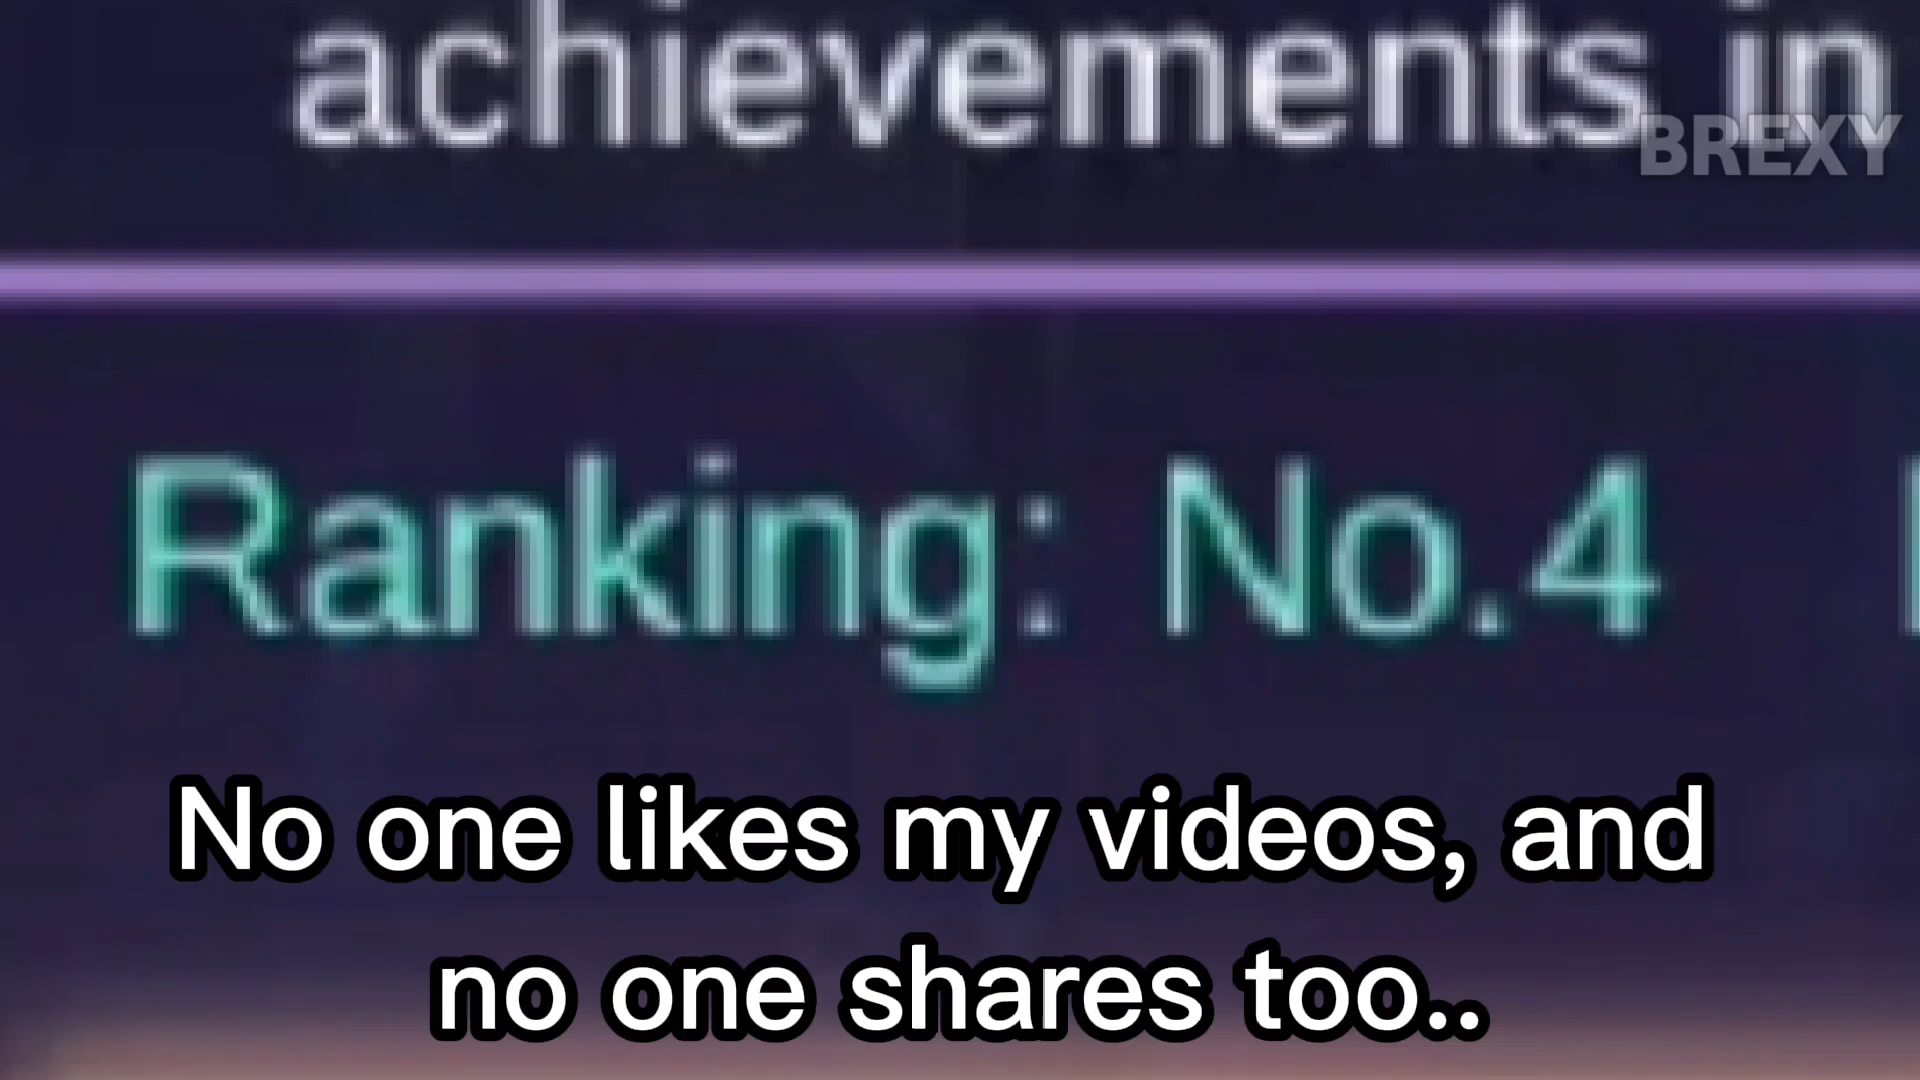 achievements in
BREXY
Ranking: No.4
No one likes my videos, and
no one shares too..